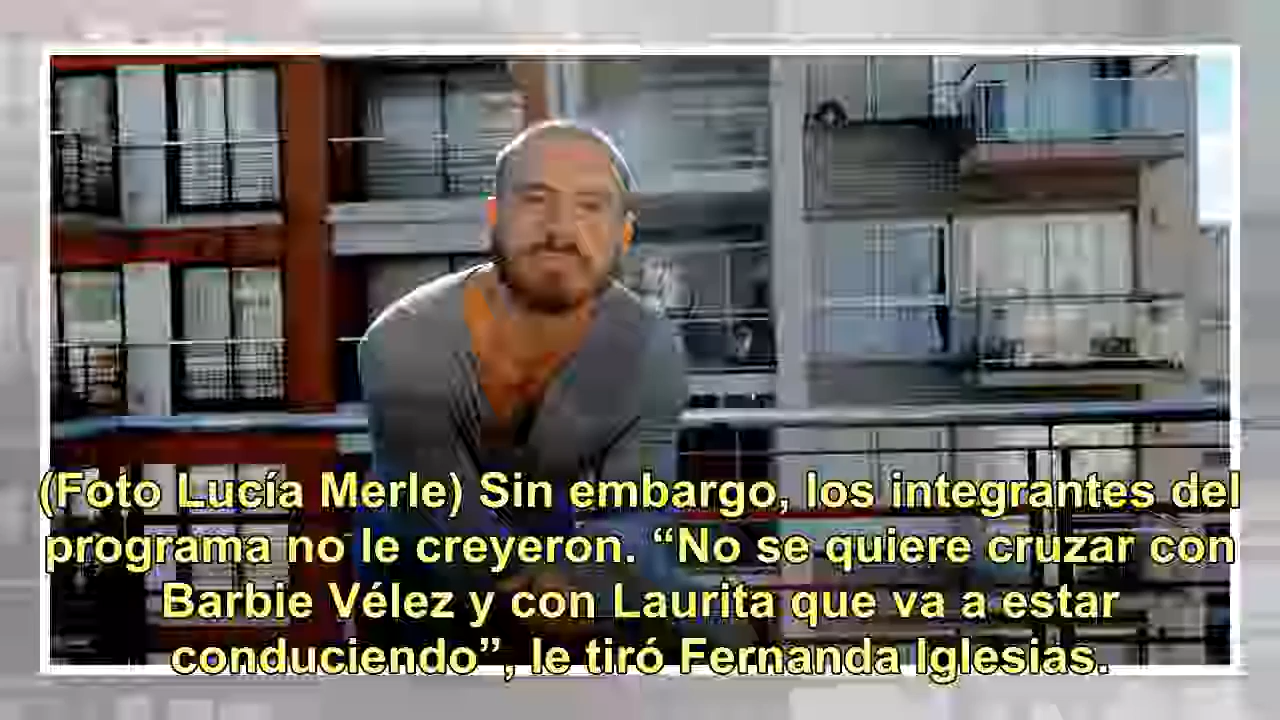 (Foto Lucía Merle) Sin embargo, los integrantes del
programa no le creyeron. “No se quiere cruzar con
Barbie Vélez y con Laurita que va a estar
conduciendo”, le tiró Fernanda Iglesias.